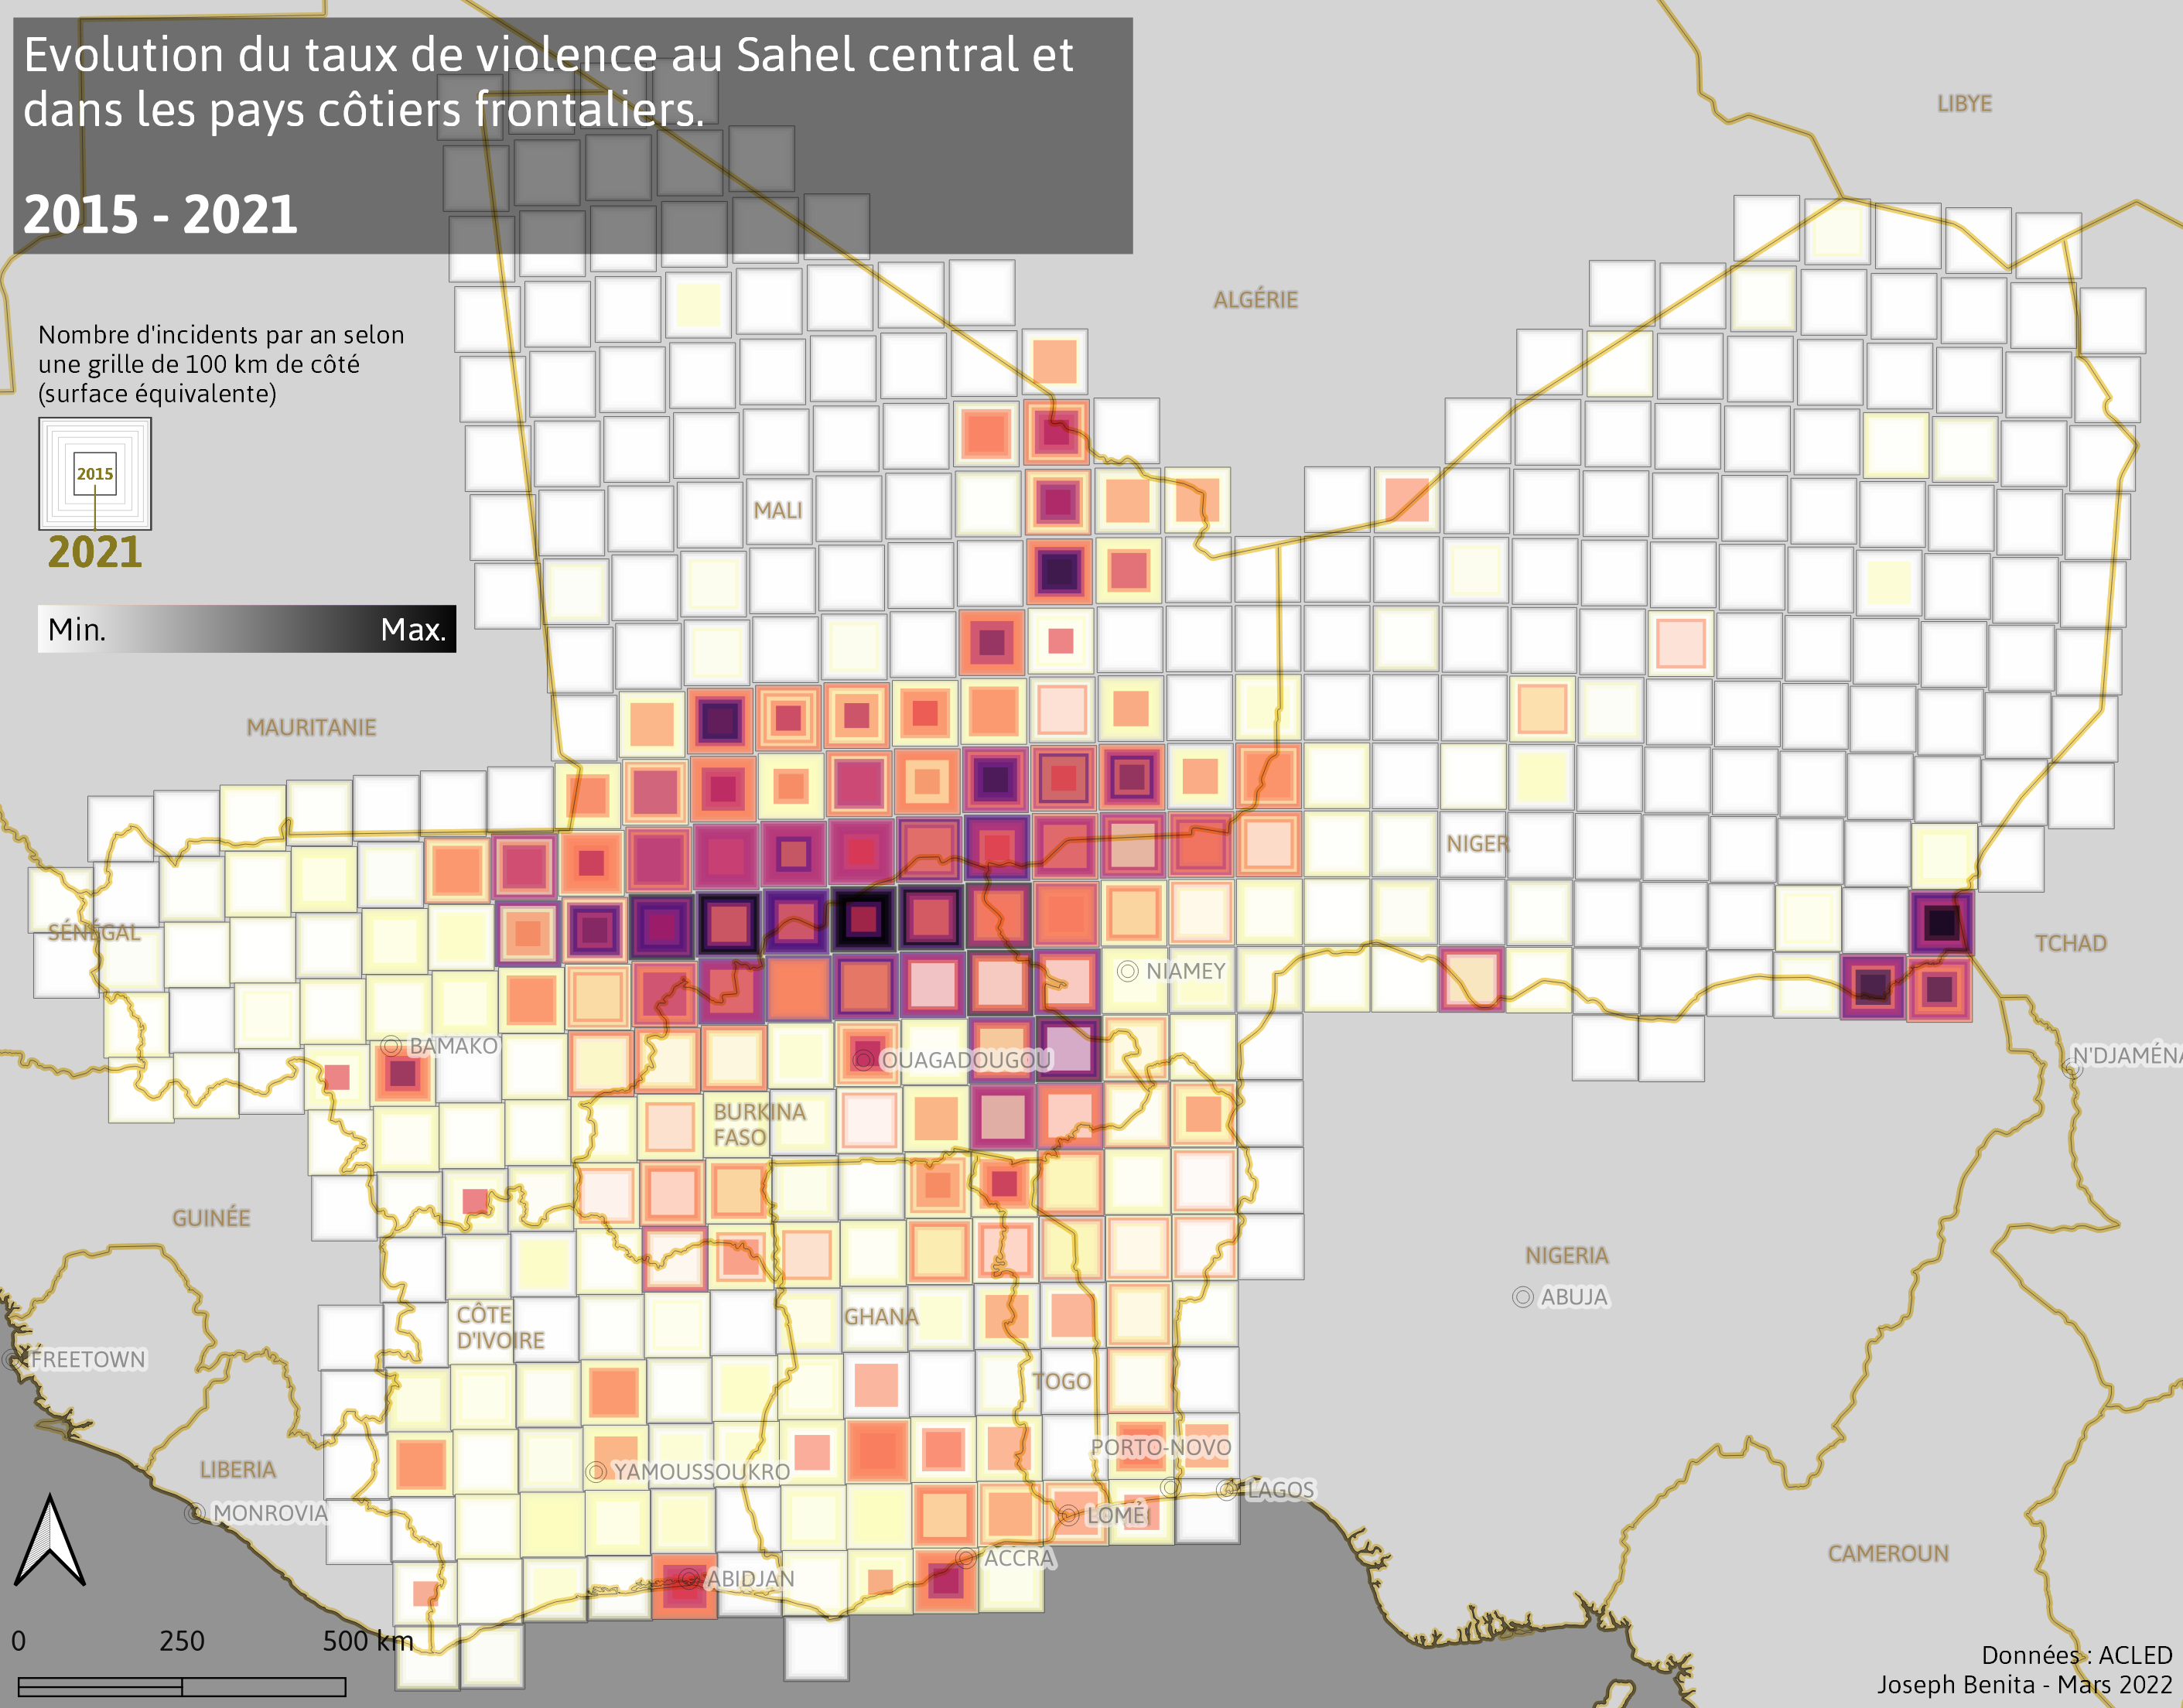 Evolution du taux de violence au Sahel central et
dans les pays côtiers frontaliers.
2015 - 2021
LIBYE
ALGÉRIE
Nombre d'incidents par an selon
une grille de 100 km de côté
(surface équivalente)
2015
2021
Min.
Max.
MALI
MAURITANIE
NIGER
SÉNÉGAL
TCHAD
NIAMEY
BAMAKO
OUAGADOUGOU
N'DJAMÉNA
BURKINA
FASO
GUINÉE
NIGERIA
ABUJA
CÔTE
D'IVOIRE
GHANA
FREETOWN
TOGO
PORTO-NOVO
LIBERIA
YAMOUSSOUKRO
LAGOS
MONROVIA
LOMÉ
ACCRA
CAMEROUN
ABIDJAN
0
250
500 km
Données : ACLED
Joseph Benita - Mars 2022